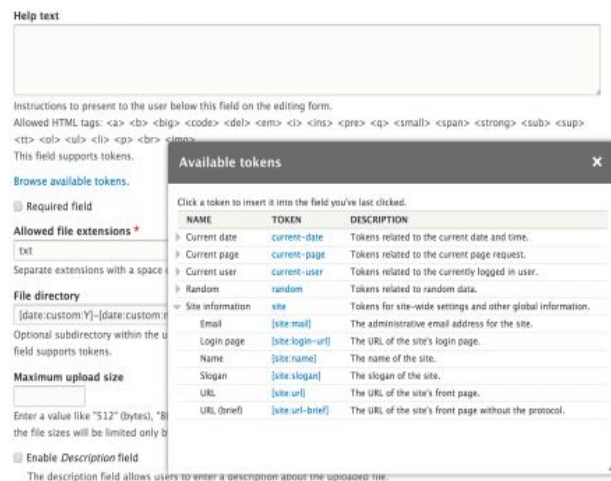 Help text
Instructions to present to the user below this field on the editing form.
Allowed HTML tags: <a> <b> <big> <code> <del> <em> <i> <ins> <pre> <q> <small> <span> <strong> <sub> <sup>
<tt> <ol> <ul> <li> <p> <br> <img>
This field supports tokens.
Browse available tokens.
Required field
Allowed file extensions *
txt
Separate extensions with a space
File directory
[date:custom:Y]-[date:custom:
Optional subdirectory within the
field supports tokens.
Maximum upload size
Enter a value like "512" (bytes),
the file sizes will be limited only
Enable Description field
The description field allows users to enter a description about the uploaded file.
Available tokens
Click a token to insert it into the field you've last clicked.
NAME TOKEN DESCRIPTION
Current date current-date Tokens related to the current date and time.
Current page current-page Tokens related to the current page request.
Current user current-user Tokens related to the currently logged in user.
Random random Tokens related to random data.
Site information site Tokens for site-wide settings and other global information.
Email [site:mail] The administrative email address for the site.
Login page [site:login-url] The URL of the site's login page.
Name [site:name] The name of the site.
Slogan [site:slogan] The slogan of the site.
URL [site:url] The URL of the site's front page.
URL (brief) [site:url-brief] The URL of the site's front page without the protocol.